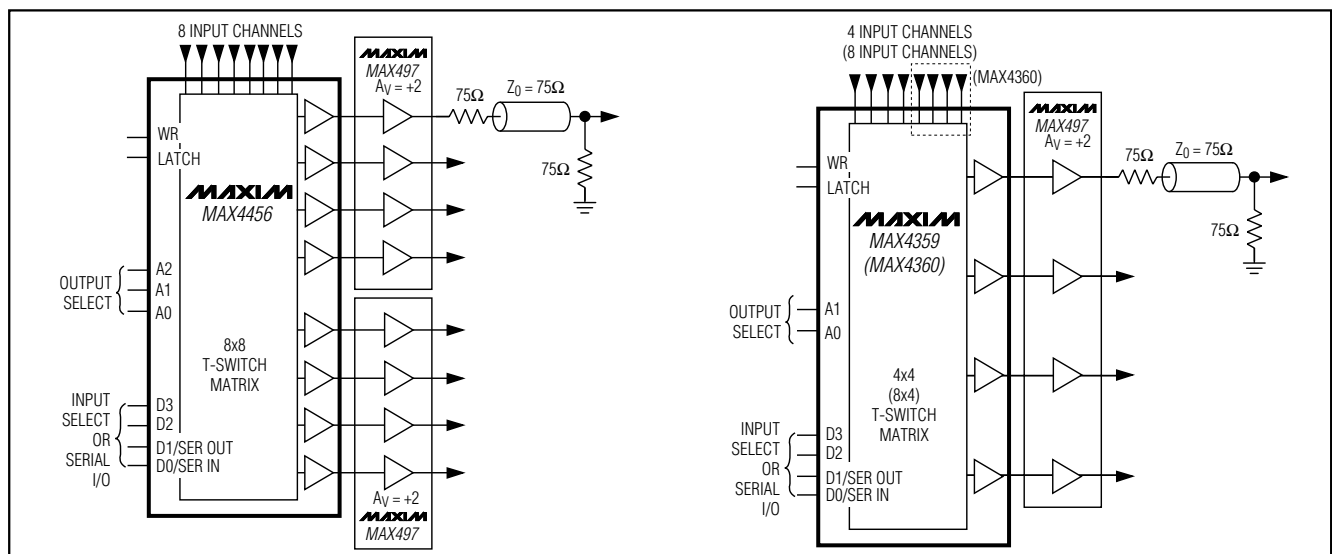 8 INPUT CHANNELS
MAXIM
MAX497
AV = +2
75Ω
Z0 = 75Ω
75Ω
WR
LATCH
MAXIM
MAX4456
OUTPUT
SELECT
A2
A1
A0
8x8
T-SWITCH
MATRIX
INPUT
SELECT
OR
SERIAL
I/O
D3
D2
D1/SER OUT
D0/SER IN
AV = +2
MAXIM
MAX497
4 INPUT CHANNELS
(8 INPUT CHANNELS)
(MAX4360)
MAXIM
MAX497
AV = +2
75Ω
Z0 = 75Ω
75Ω
WR
LATCH
MAXIM
MAX4359
(MAX4360)
OUTPUT
SELECT
A1
A0
4x4
(8x4)
T-SWITCH
MATRIX
INPUT
SELECT
OR
SERIAL
I/O
D3
D2
D1/SER OUT
D0/SER IN